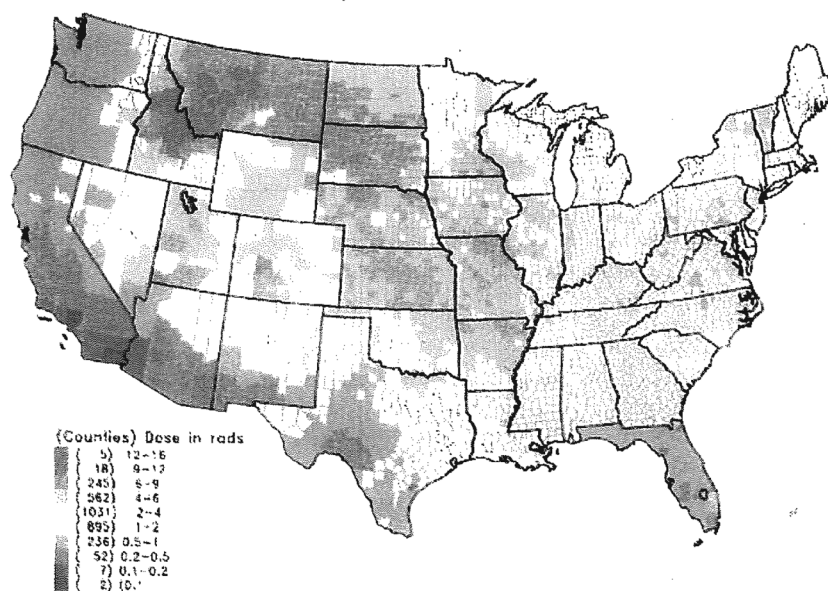 (Counties) Dose in rads
( 5) 12-16
( 18) 9-12
( 245) 6-9
( 562) 4-6
(1031) 2-4
( 895) 1-2
( 236) 0.5-1
( 52) 0.2-0.5
( 7) 0.1-0.2
( 2)